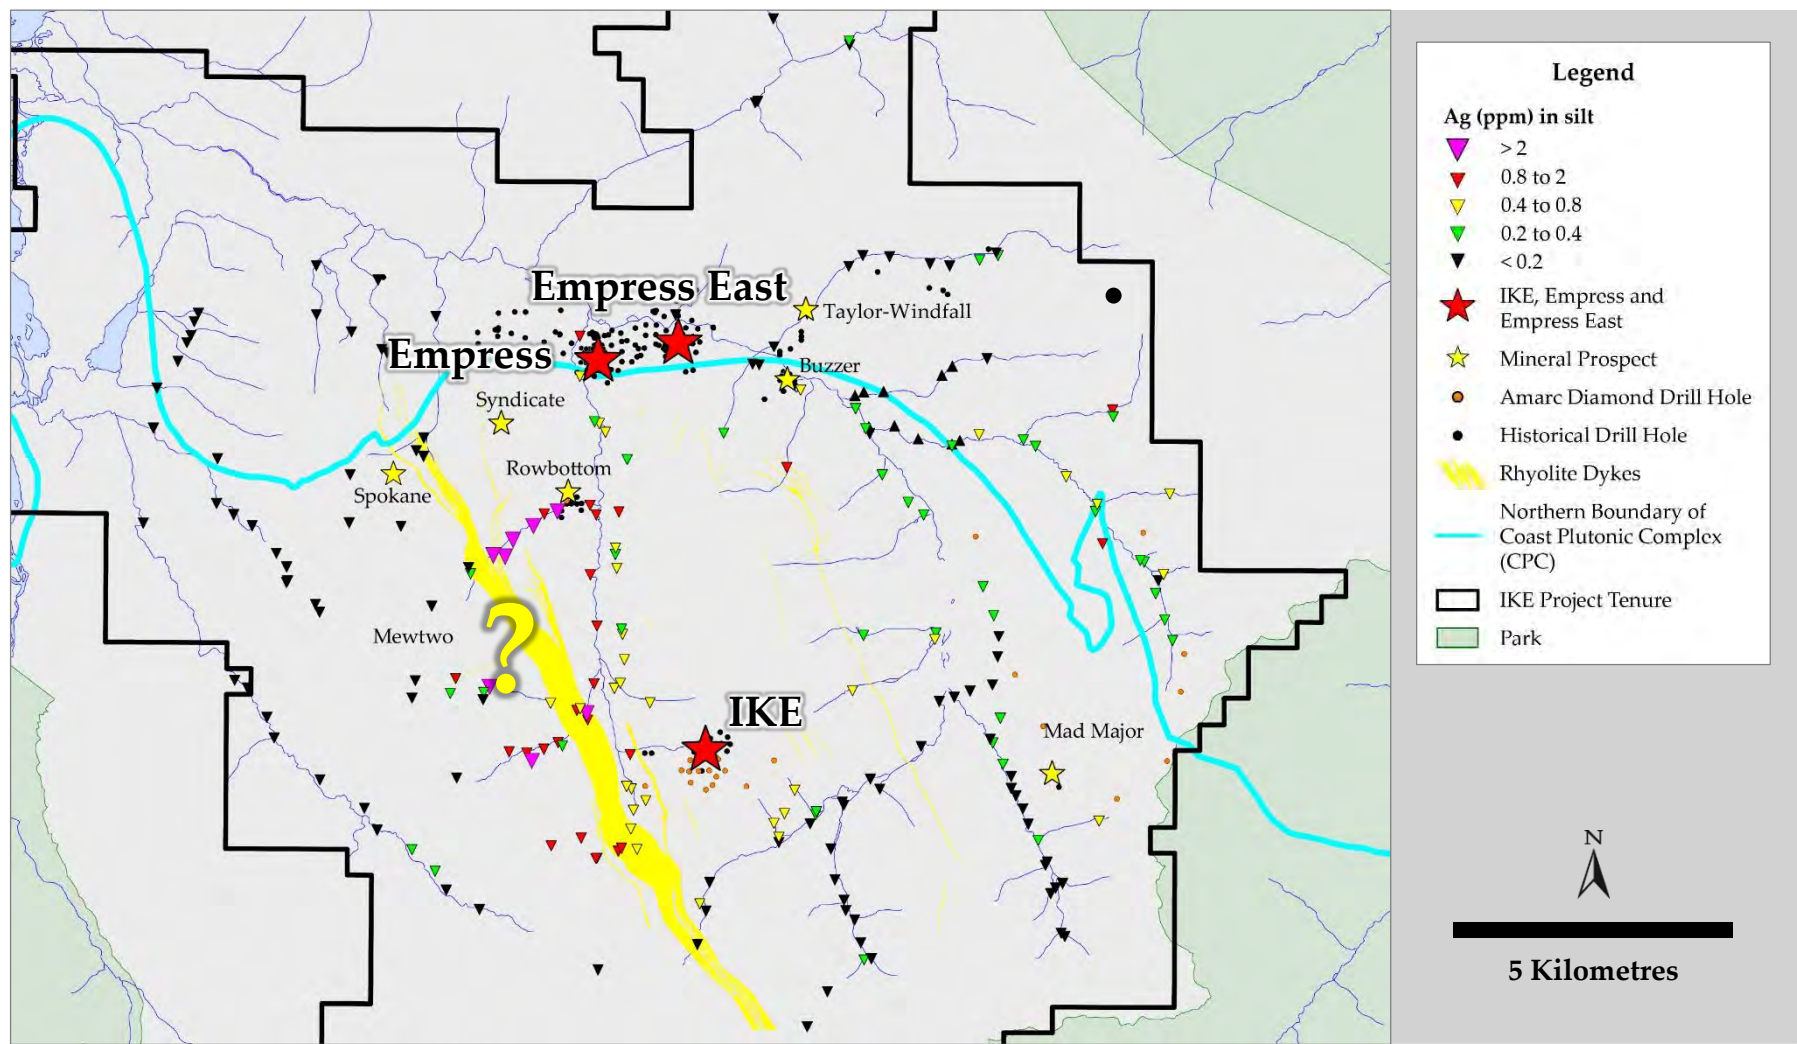 Empress East
Taylor-Windfall
Empress
Buzzer
Syndicate
Rowbottom
Spokane
?
Mewtwo
IKE
Mad Major
Legend
Ag (ppm) in silt
> 2
0.8 to 2
0.4 to 0.8
0.2 to 0.4
< 0.2
IKE, Empress and
Empress East
Mineral Prospect
Amarc Diamond Drill Hole
Historical Drill Hole
Rhyolite Dykes
Northern Boundary of
Coast Plutonic Complex
(CPC)
IKE Project Tenure
Park
N
5 Kilometres